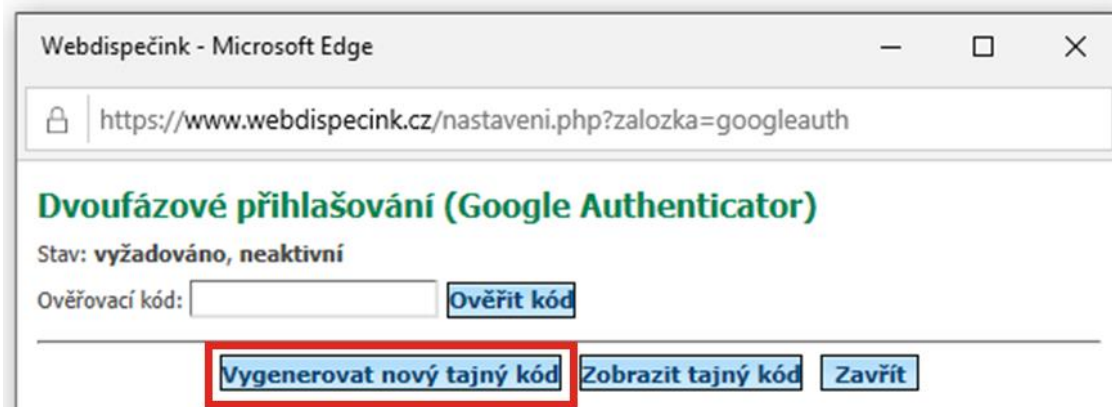 Webdispečink - Microsoft Edge
https://www.webdispecink.cz/nastaveni.php?zalozka=googleauth
Dvoufázové přihlašování (Google Authenticator)
Stav: vyžadováno, neaktivní
Ověřovací kód: Ověřit kód
Vygenerovat nový tajný kód Zobrazit tajný kód Zavřít